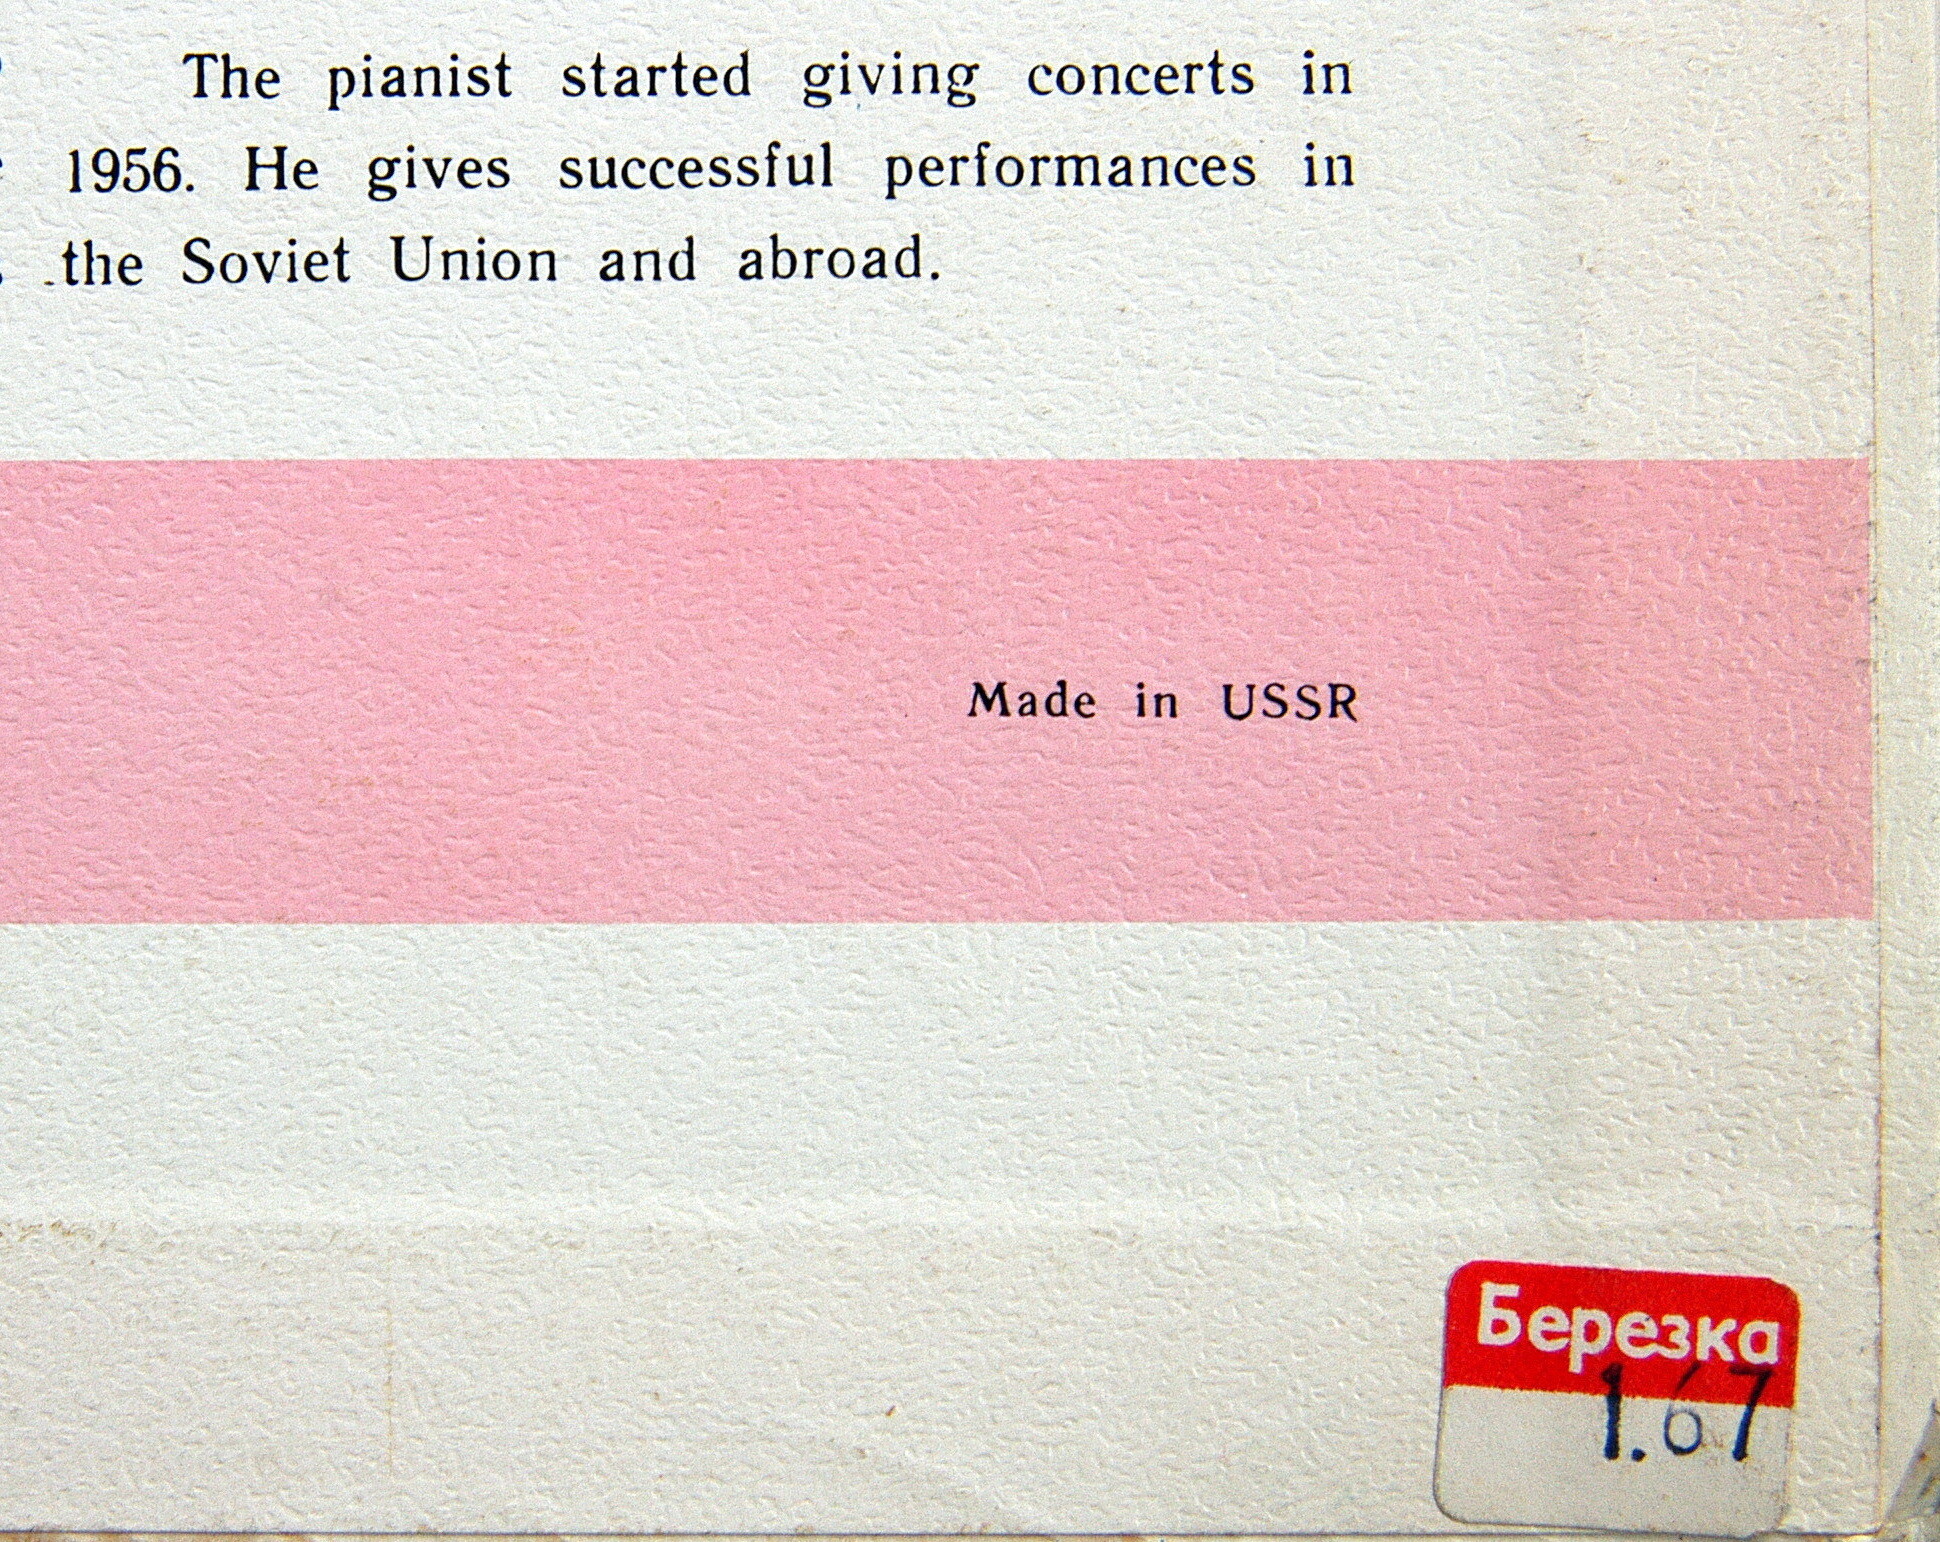 The pianist started giving concerts in
1956. He gives successful performances in
the Soviet Union and abroad.
Made in USSR
Березка
1.67